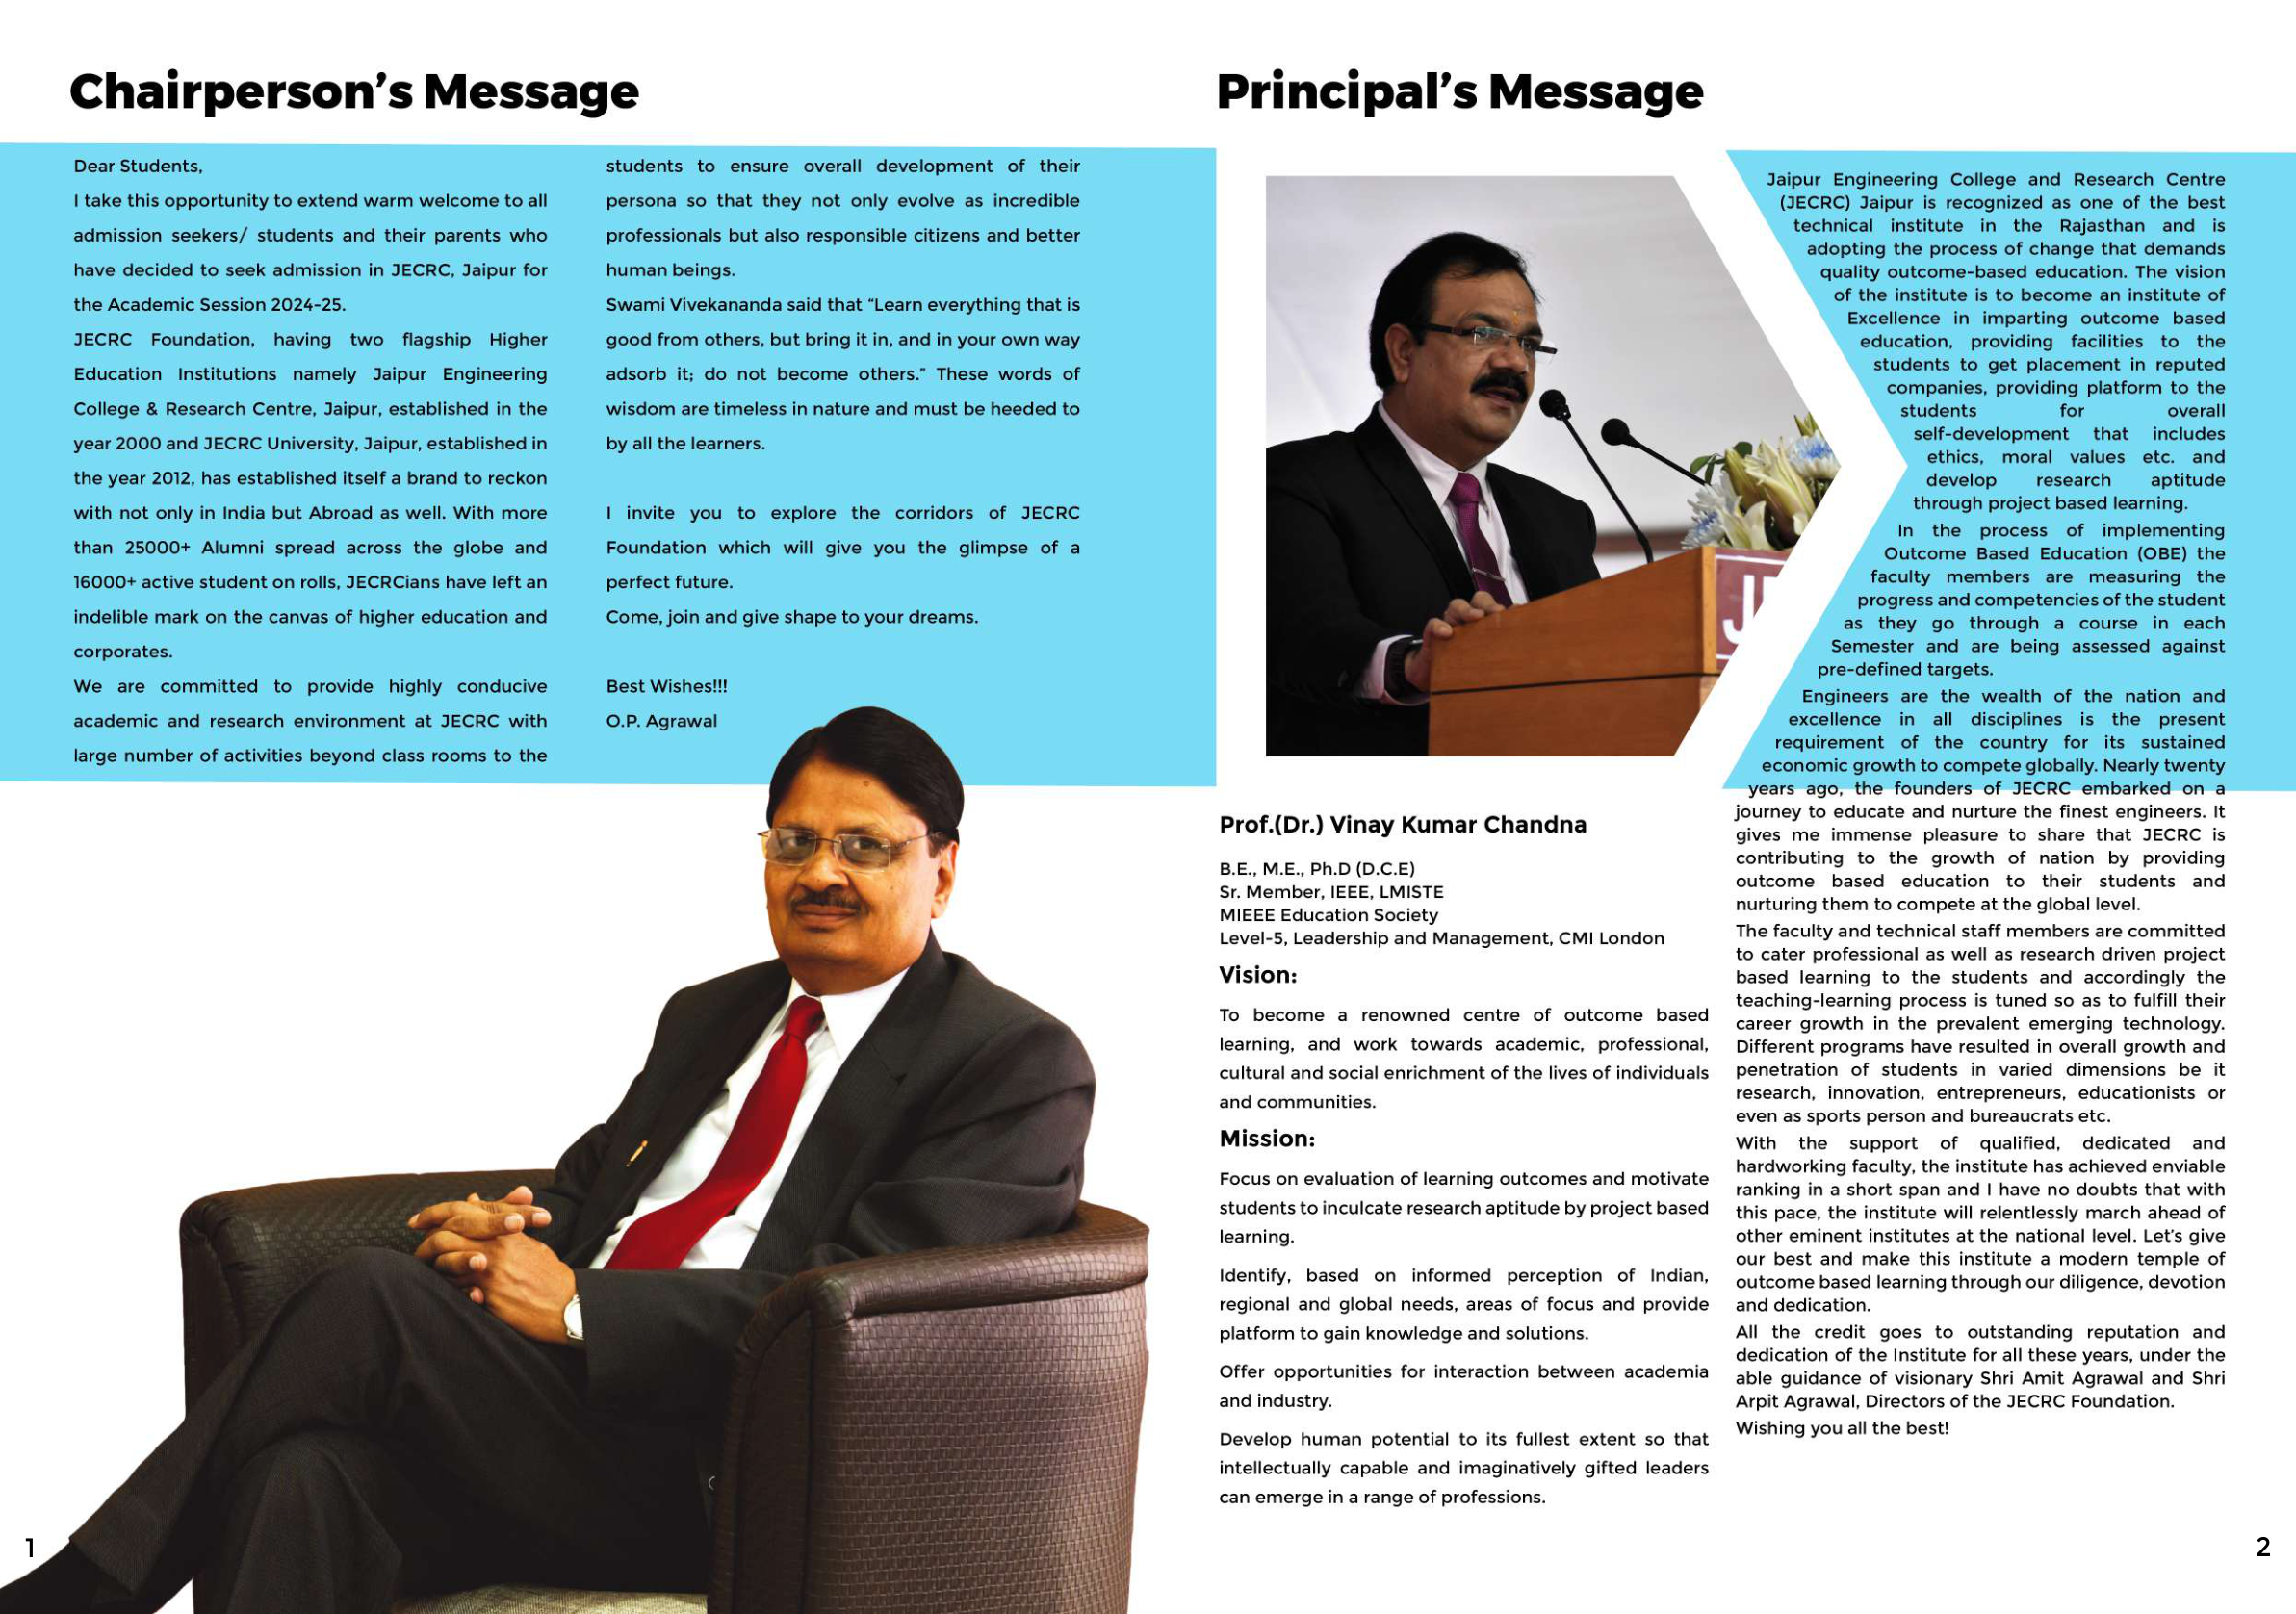 Chairperson’s Message
Dear Students,
I take this opportunity to extend warm welcome to all
admission seekers/ students and their parents who
have decided to seek admission in JECRC, Jaipur for
the Academic Session 2024-25.
JECRC Foundation, having two flagship Higher
Education Institutions namely Jaipur Engineering
College & Research Centre, Jaipur, established in the
year 2000 and JECRC University, Jaipur, established in
the year 2012, has established itself a brand to reckon
with not only in India but Abroad as well. With more
than 25000+ Alumni spread across the globe and
16000+ active student on rolls, JECRCians have left an
indelible mark on the canvas of higher education and
corporates.
We are committed to provide highly conducive
academic and research environment at JECRC with
large number of activities beyond class rooms to the
students to ensure overall development of their
persona so that they not only evolve as incredible
professionals but also responsible citizens and better
human beings.
Swami Vivekananda said that “Learn everything that is
good from others, but bring it in, and in your own way
adsorb it; do not become others.” These words of
wisdom are timeless in nature and must be heeded to
by all the learners.
I invite you to explore the corridors of JECRC
Foundation which will give you the glimpse of a
perfect future.
Come, join and give shape to your dreams.
Best Wishes!!!
O.P. Agrawal
1
Principal’s Message
J
Prof.(Dr.) Vinay Kumar Chandna
B.E., M.E., Ph.D (D.C.E)
Sr. Member, IEEE, LMISTE
MIEEE Education Society
Level-5, Leadership and Management, CMI London
Vision:
To become a renowned centre of outcome based
learning, and work towards academic, professional,
cultural and social enrichment of the lives of individuals
and communities.
Mission:
Focus on evaluation of learning outcomes and motivate
students to inculcate research aptitude by project based
learning.
Identify, based on informed perception of Indian,
regional and global needs, areas of focus and provide
platform to gain knowledge and solutions.
Offer opportunities for interaction between academia
and industry.
Develop human potential to its fullest extent so that
intellectually capable and imaginatively gifted leaders
can emerge in a range of professions.
Jaipur Engineering College and Research Centre
(JECRC) Jaipur is recognized as one of the best
technical institute in the Rajasthan and is
adopting the process of change that demands
quality outcome-based education. The vision
of the institute is to become an institute of
Excellence in imparting outcome based
education, providing facilities to the
students to get placement in reputed
companies, providing platform to the
students for overall
self-development that includes
ethics, moral values etc. and
develop research aptitude
through project based learning.
In the process of implementing
Outcome Based Education (OBE) the
faculty members are measuring the
progress and competencies of the student
as they go through a course in each
Semester and are being assessed against
pre-defined targets.
Engineers are the wealth of the nation and
excellence in all disciplines is the present
requirement of the country for its sustained
economic growth to compete globally. Nearly twenty
years ago, the founders of JECRC embarked on a
journey to educate and nurture the finest engineers. It
gives me immense pleasure to share that JECRC is
contributing to the growth of nation by providing
outcome based education to their students and
nurturing them to compete at the global level.
The faculty and technical staff members are committed
to cater professional as well as research driven project
based learning to the students and accordingly the
teaching-learning process is tuned so as to fulfill their
career growth in the prevalent emerging technology.
Different programs have resulted in overall growth and
penetration of students in varied dimensions be it
research, innovation, entrepreneurs, educationists or
even as sports person and bureaucrats etc.
With the support of qualified, dedicated and
hardworking faculty, the institute has achieved enviable
ranking in a short span and I have no doubts that with
this pace, the institute will relentlessly march ahead of
other eminent institutes at the national level. Let’s give
our best and make this institute a modern temple of
outcome based learning through our diligence, devotion
and dedication.
All the credit goes to outstanding reputation and
dedication of the Institute for all these years, under the
able guidance of visionary Shri Amit Agrawal and Shri
Arpit Agrawal, Directors of the JECRC Foundation.
Wishing you all the best!
2